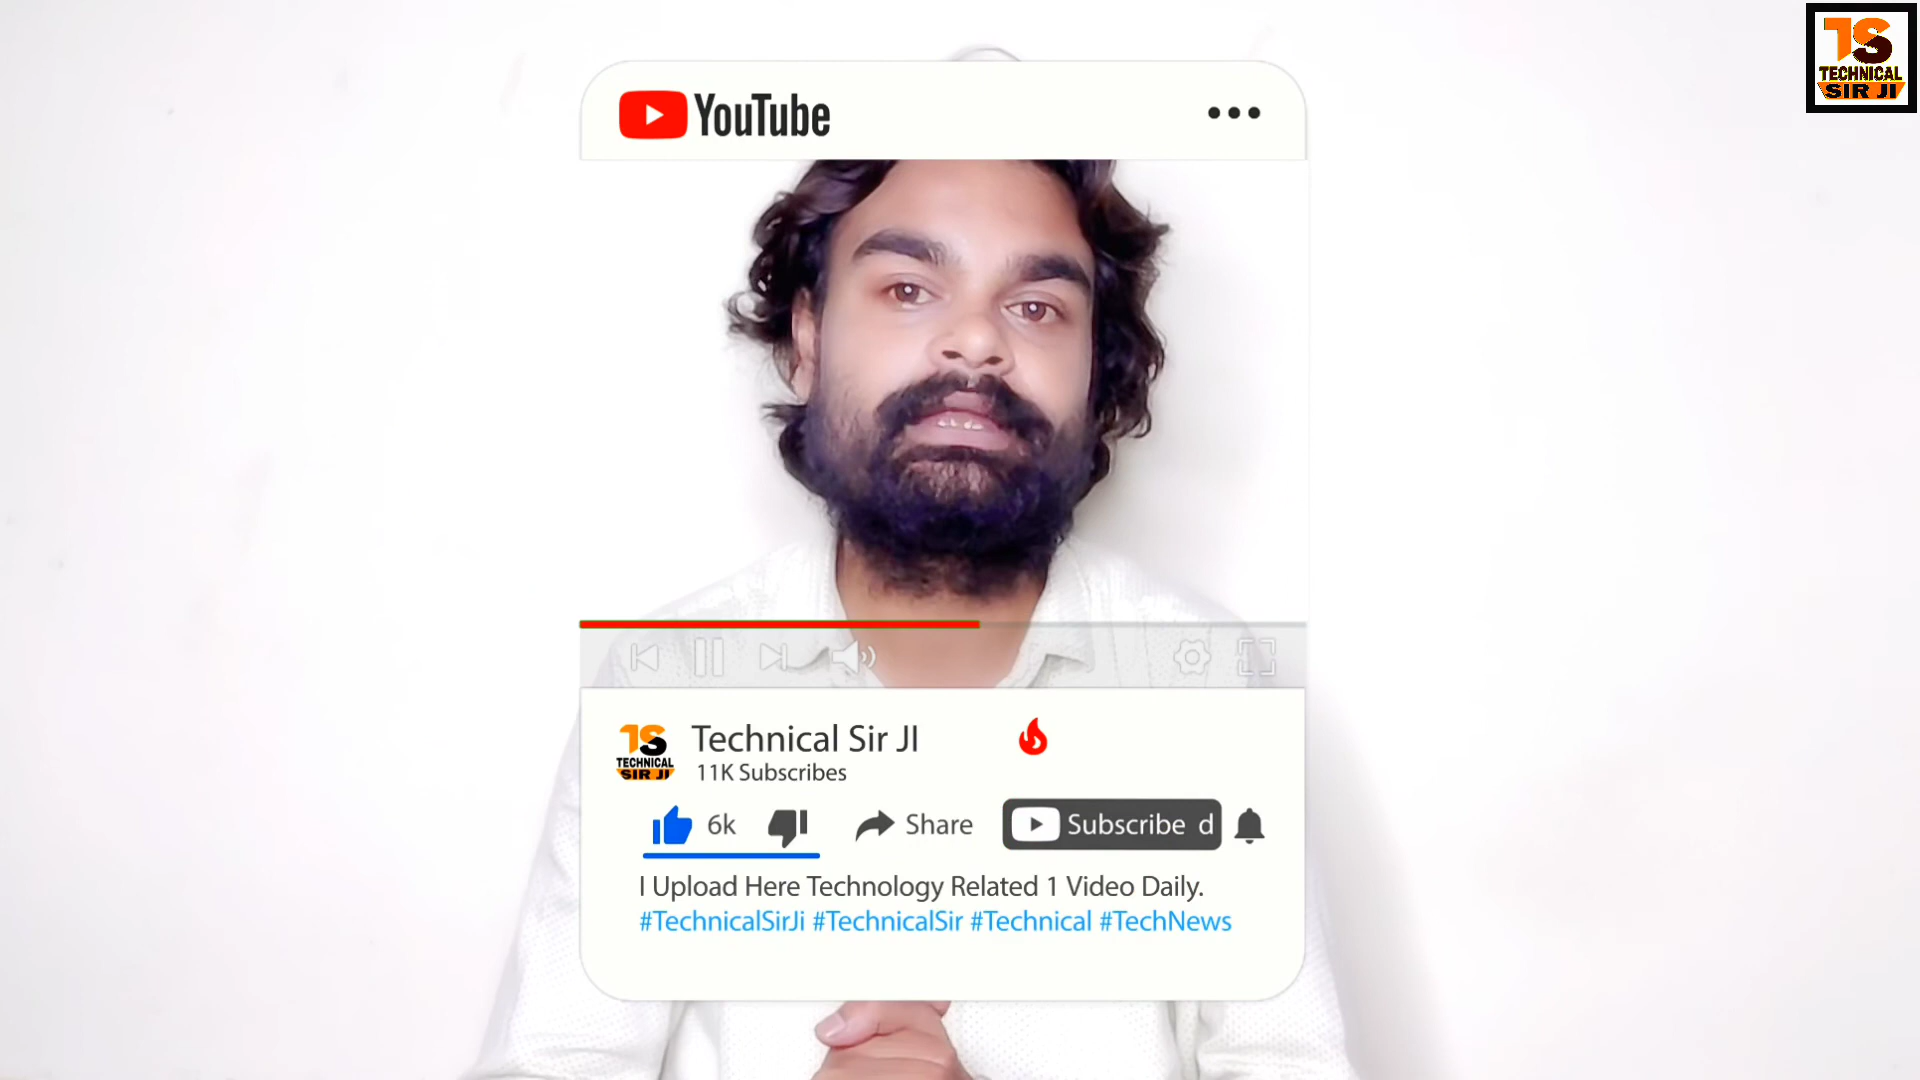 TS
TECHNICAL
SIR JI
YouTube
TS
TECHNICAL
SIR JI
Technical Sir JI
11K Subscribes
6k
Share
Subscribe d
I Upload Here Technology Related 1 Video Daily.
#TechnicalSirJi #TechnicalSir #Technical #TechNews